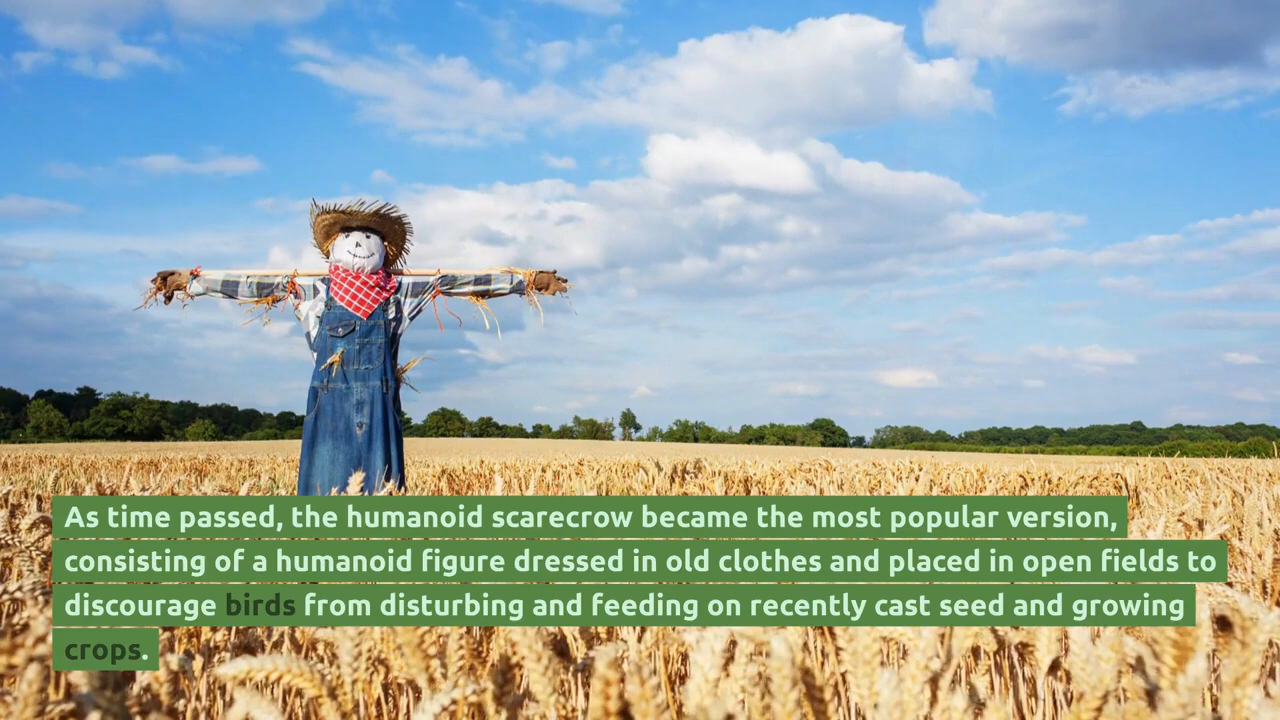 As time passed, the humanoid scarecrow became the most popular version,
consisting of a humanoid figure dressed in old clothes and placed in open fields to
discourage birds from disturbing and feeding on recently cast seed and growing
crops.